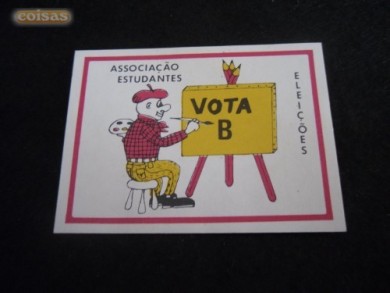 coisas
ASSOCIAÇÃO
ESTUDANTES
ELEIÇÕES
VOTA
B